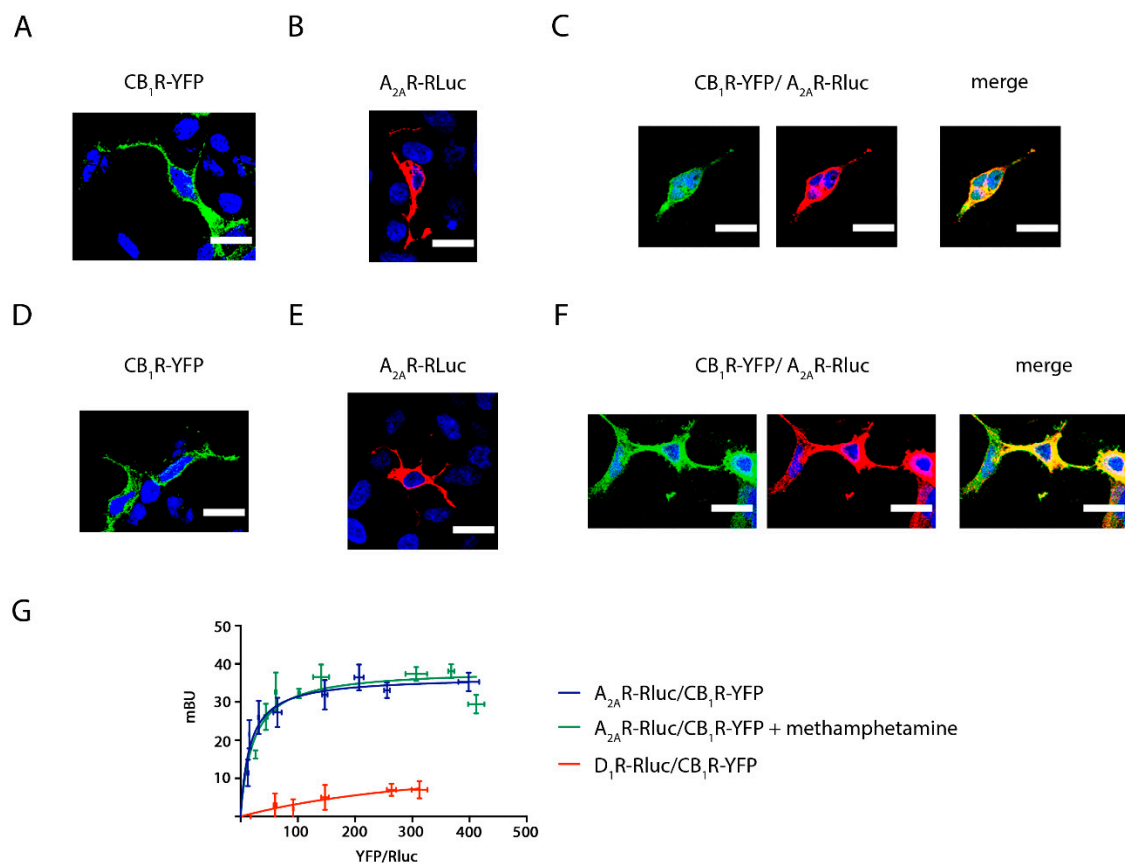 A
B
C
CB₁R-YFP
A₂ₐR-RLuc
CB₁R-YFP/ A₂ₐR-Rluc
merge
D
E
F
CB₁R-YFP
A₂ₐR-RLuc
CB₁R-YFP/ A₂ₐR-Rluc
merge
G
50
40
30
20
10
mBU
100 200 300 400 500
YFP/Rluc
A₂ₐR-Rluc/CB₁R-YFP
A₂ₐR-Rluc/CB₁R-YFP + methamphetamine
D₁R-Rluc/CB₁R-YFP